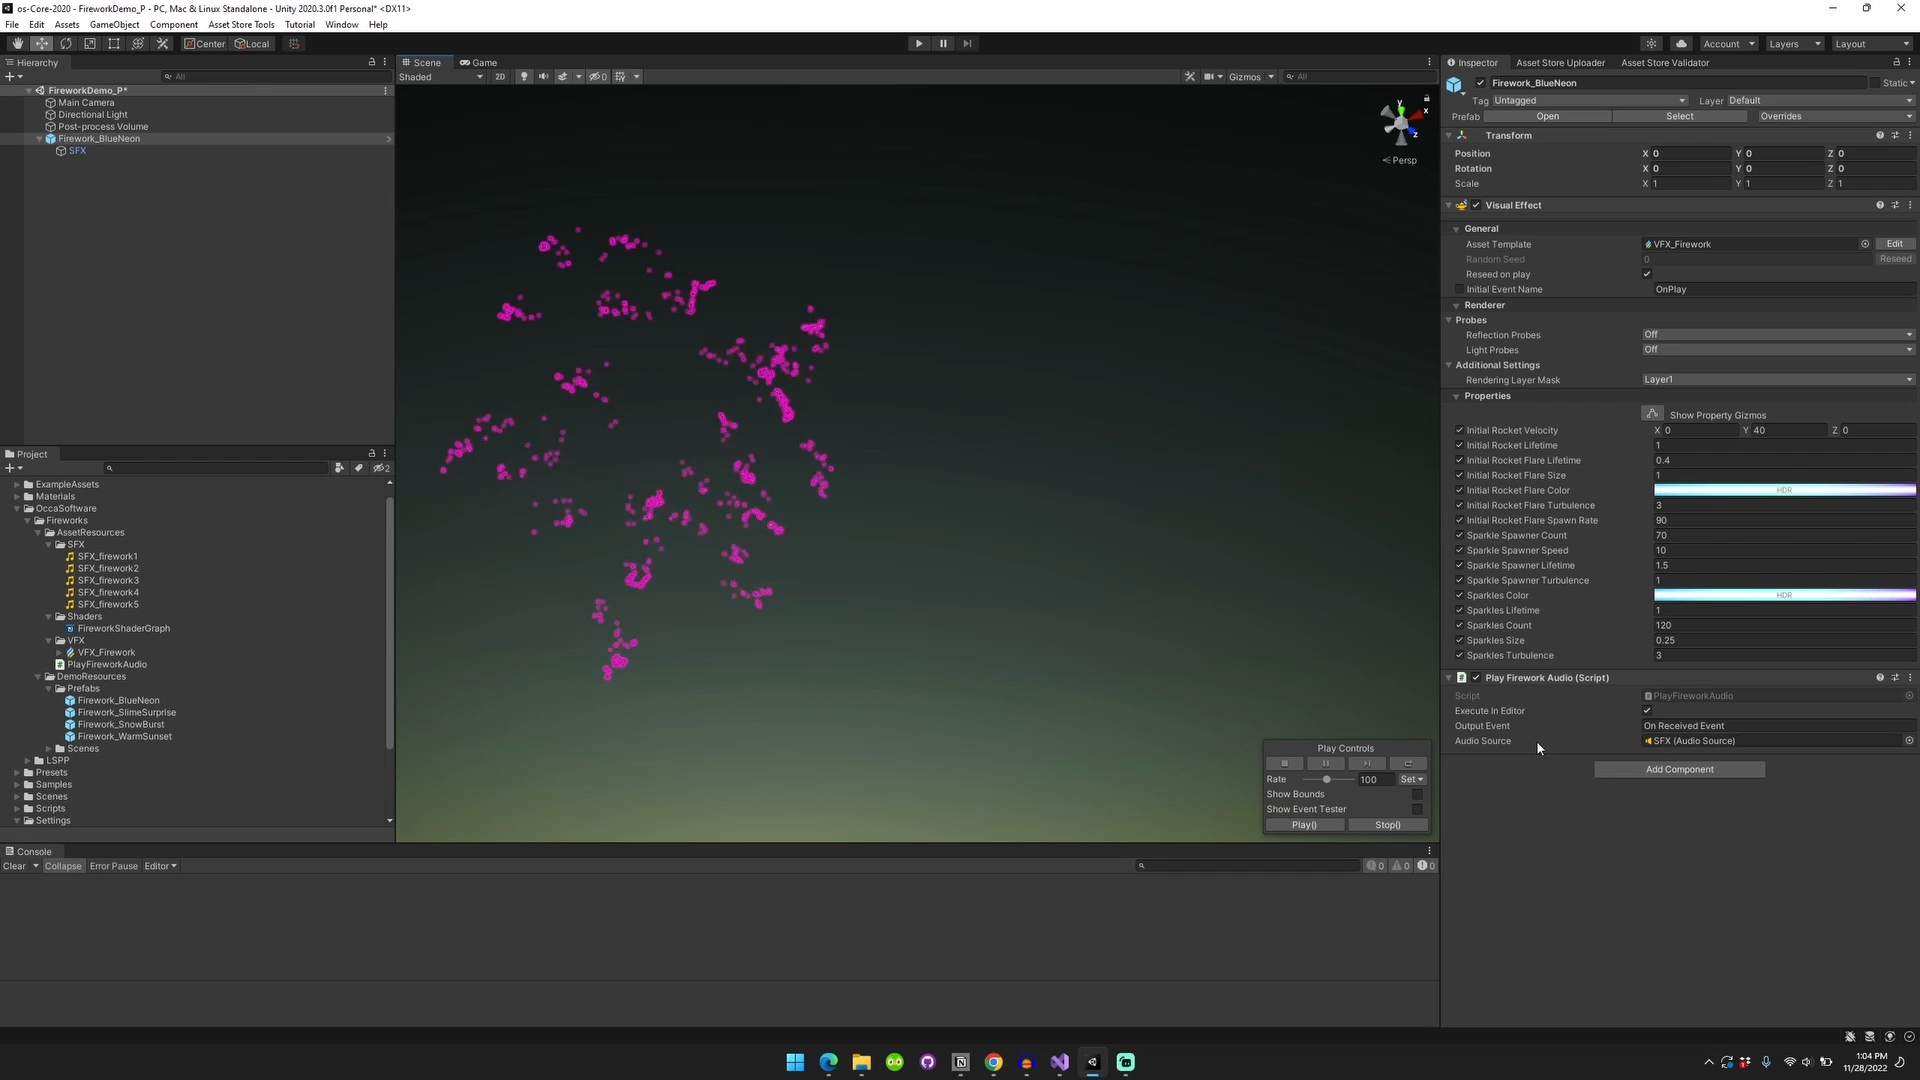 os-Core-2020 - FireworkDemo_P - PC, Mac & Linux Standalone - Unity 2020.3.0f1 Personal* <DX11>
File Edit Assets GameObject Component Asset Store Tools Tutorial Window Help
Center Local Account Layers Layout
Hierarchy
All
FireworkDemo_P*
Main Camera
Directional Light
Post-process Volume
Firework_BlueNeon
SFX
Scene Game
Shaded 2D 0 Gizmos All
y x z
Persp
Play Controls
Rate 100 Set
Show Bounds
Show Event Tester
Play() Stop()
Project
2
ExampleAssets
Materials
OccaSoftware
Fireworks
AssetResources
SFX
SFX_firework1
SFX_firework2
SFX_firework3
SFX_firework4
SFX_firework5
Shaders
FireworkShaderGraph
VFX
VFX_Firework
PlayFireworkAudio
DemoResources
Prefabs
Firework_BlueNeon
Firework_SlimeSurprise
Firework_SnowBurst
Firework_WarmSunset
Scenes
LSPP
Presets
Samples
Scenes
Scripts
Settings
Console
Clear Collapse Error Pause Editor 0 0 0
Inspector Asset Store Uploader Asset Store Validator
Firework_BlueNeon Static
Tag Untagged Layer Default
Prefab Open Select Overrides
Transform
Position X 0 Y 0 Z 0
Rotation X 0 Y 0 Z 0
Scale X 1 Y 1 Z 1
Visual Effect
General
Asset Template VFX_Firework Edit
Random Seed 0 Reseed
Reseed on play
Initial Event Name OnPlay
Renderer
Probes
Reflection Probes Off
Light Probes Off
Additional Settings
Rendering Layer Mask Layer1
Properties
Show Property Gizmos
Initial Rocket Velocity X 0 Y 40 Z 0
Initial Rocket Lifetime 1
Initial Rocket Flare Lifetime 0.4
Initial Rocket Flare Size 1
Initial Rocket Flare Color HDR
Initial Rocket Flare Turbulence 3
Initial Rocket Flare Spawn Rate 90
Sparkle Spawner Count 70
Sparkle Spawner Speed 10
Sparkle Spawner Lifetime 1.5
Sparkle Spawner Turbulence 1
Sparkles Color HDR
Sparkles Lifetime 1
Sparkles Count 120
Sparkles Size 0.25
Sparkles Turbulence 3
Play Firework Audio (Script)
Script PlayFireworkAudio
Execute In Editor
Output Event On Received Event
Audio Source SFX (Audio Source)
Add Component
1:04 PM
11/28/2022